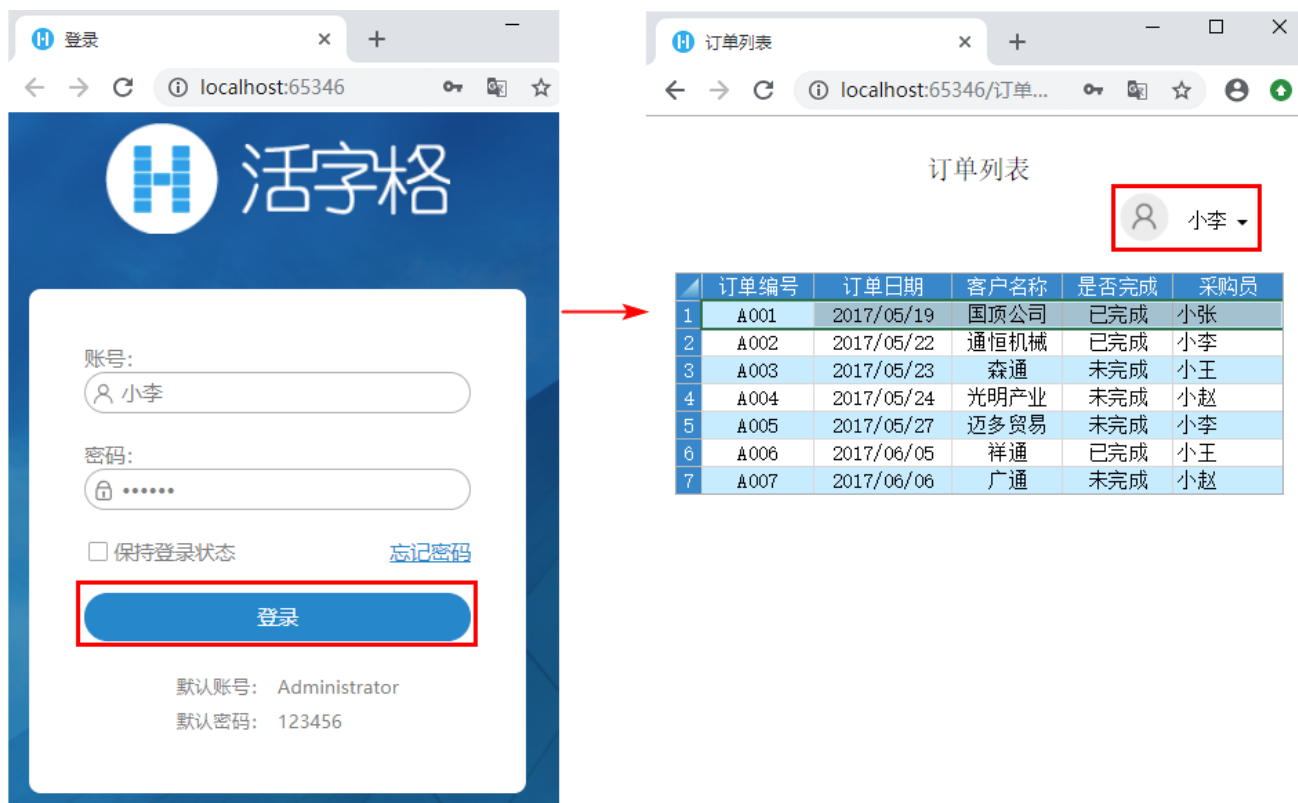 登录
localhost:65346
活字格
账号:
小李
密码:
••••••
保持登录状态 忘记密码
登录
默认账号: Administrator
默认密码: 123456
订单列表
localhost:65346/订单...
订单列表
小李
订单编号 订单日期 客户名称 是否完成 采购员
1 A001 2017/05/19 国顶公司 已完成 小张
2 A002 2017/05/22 通恒机械 已完成 小李
3 A003 2017/05/23 森通 未完成 小王
4 A004 2017/05/24 光明产业 未完成 小赵
5 A005 2017/05/27 迈多贸易 未完成 小李
6 A006 2017/06/05 祥通 已完成 小王
7 A007 2017/06/06 广通 未完成 小赵